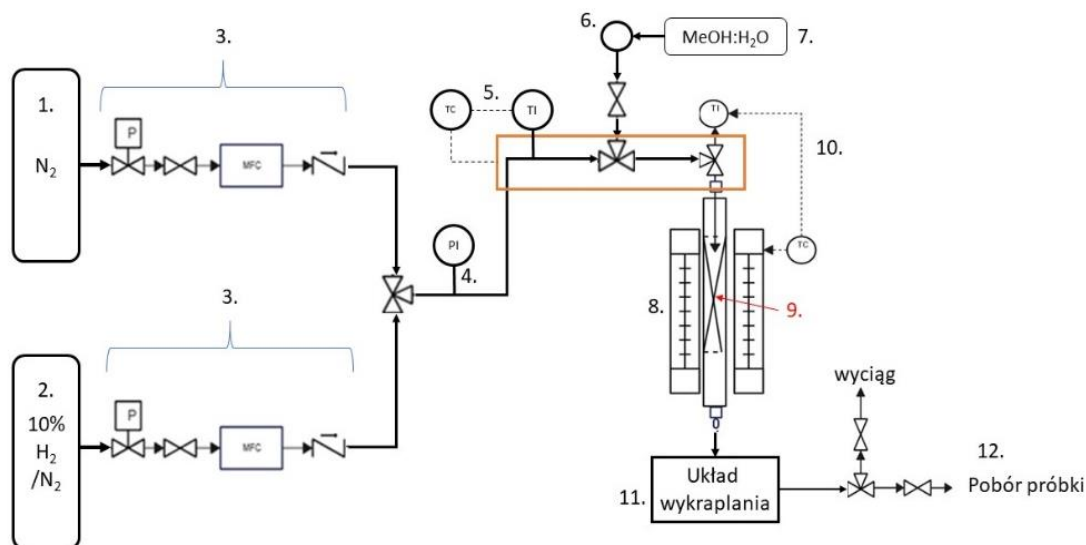 1.
N₂
3.
P
MFC
2.
10%
H₂
/N₂
3.
P
MFC
4.
PI
5.
TC
TI
6.
MeOH:H₂O
7.
TI
10.
TC
8.
9.
11.
Układ
wykraplania
wyciąg
12.
Pobór próbki